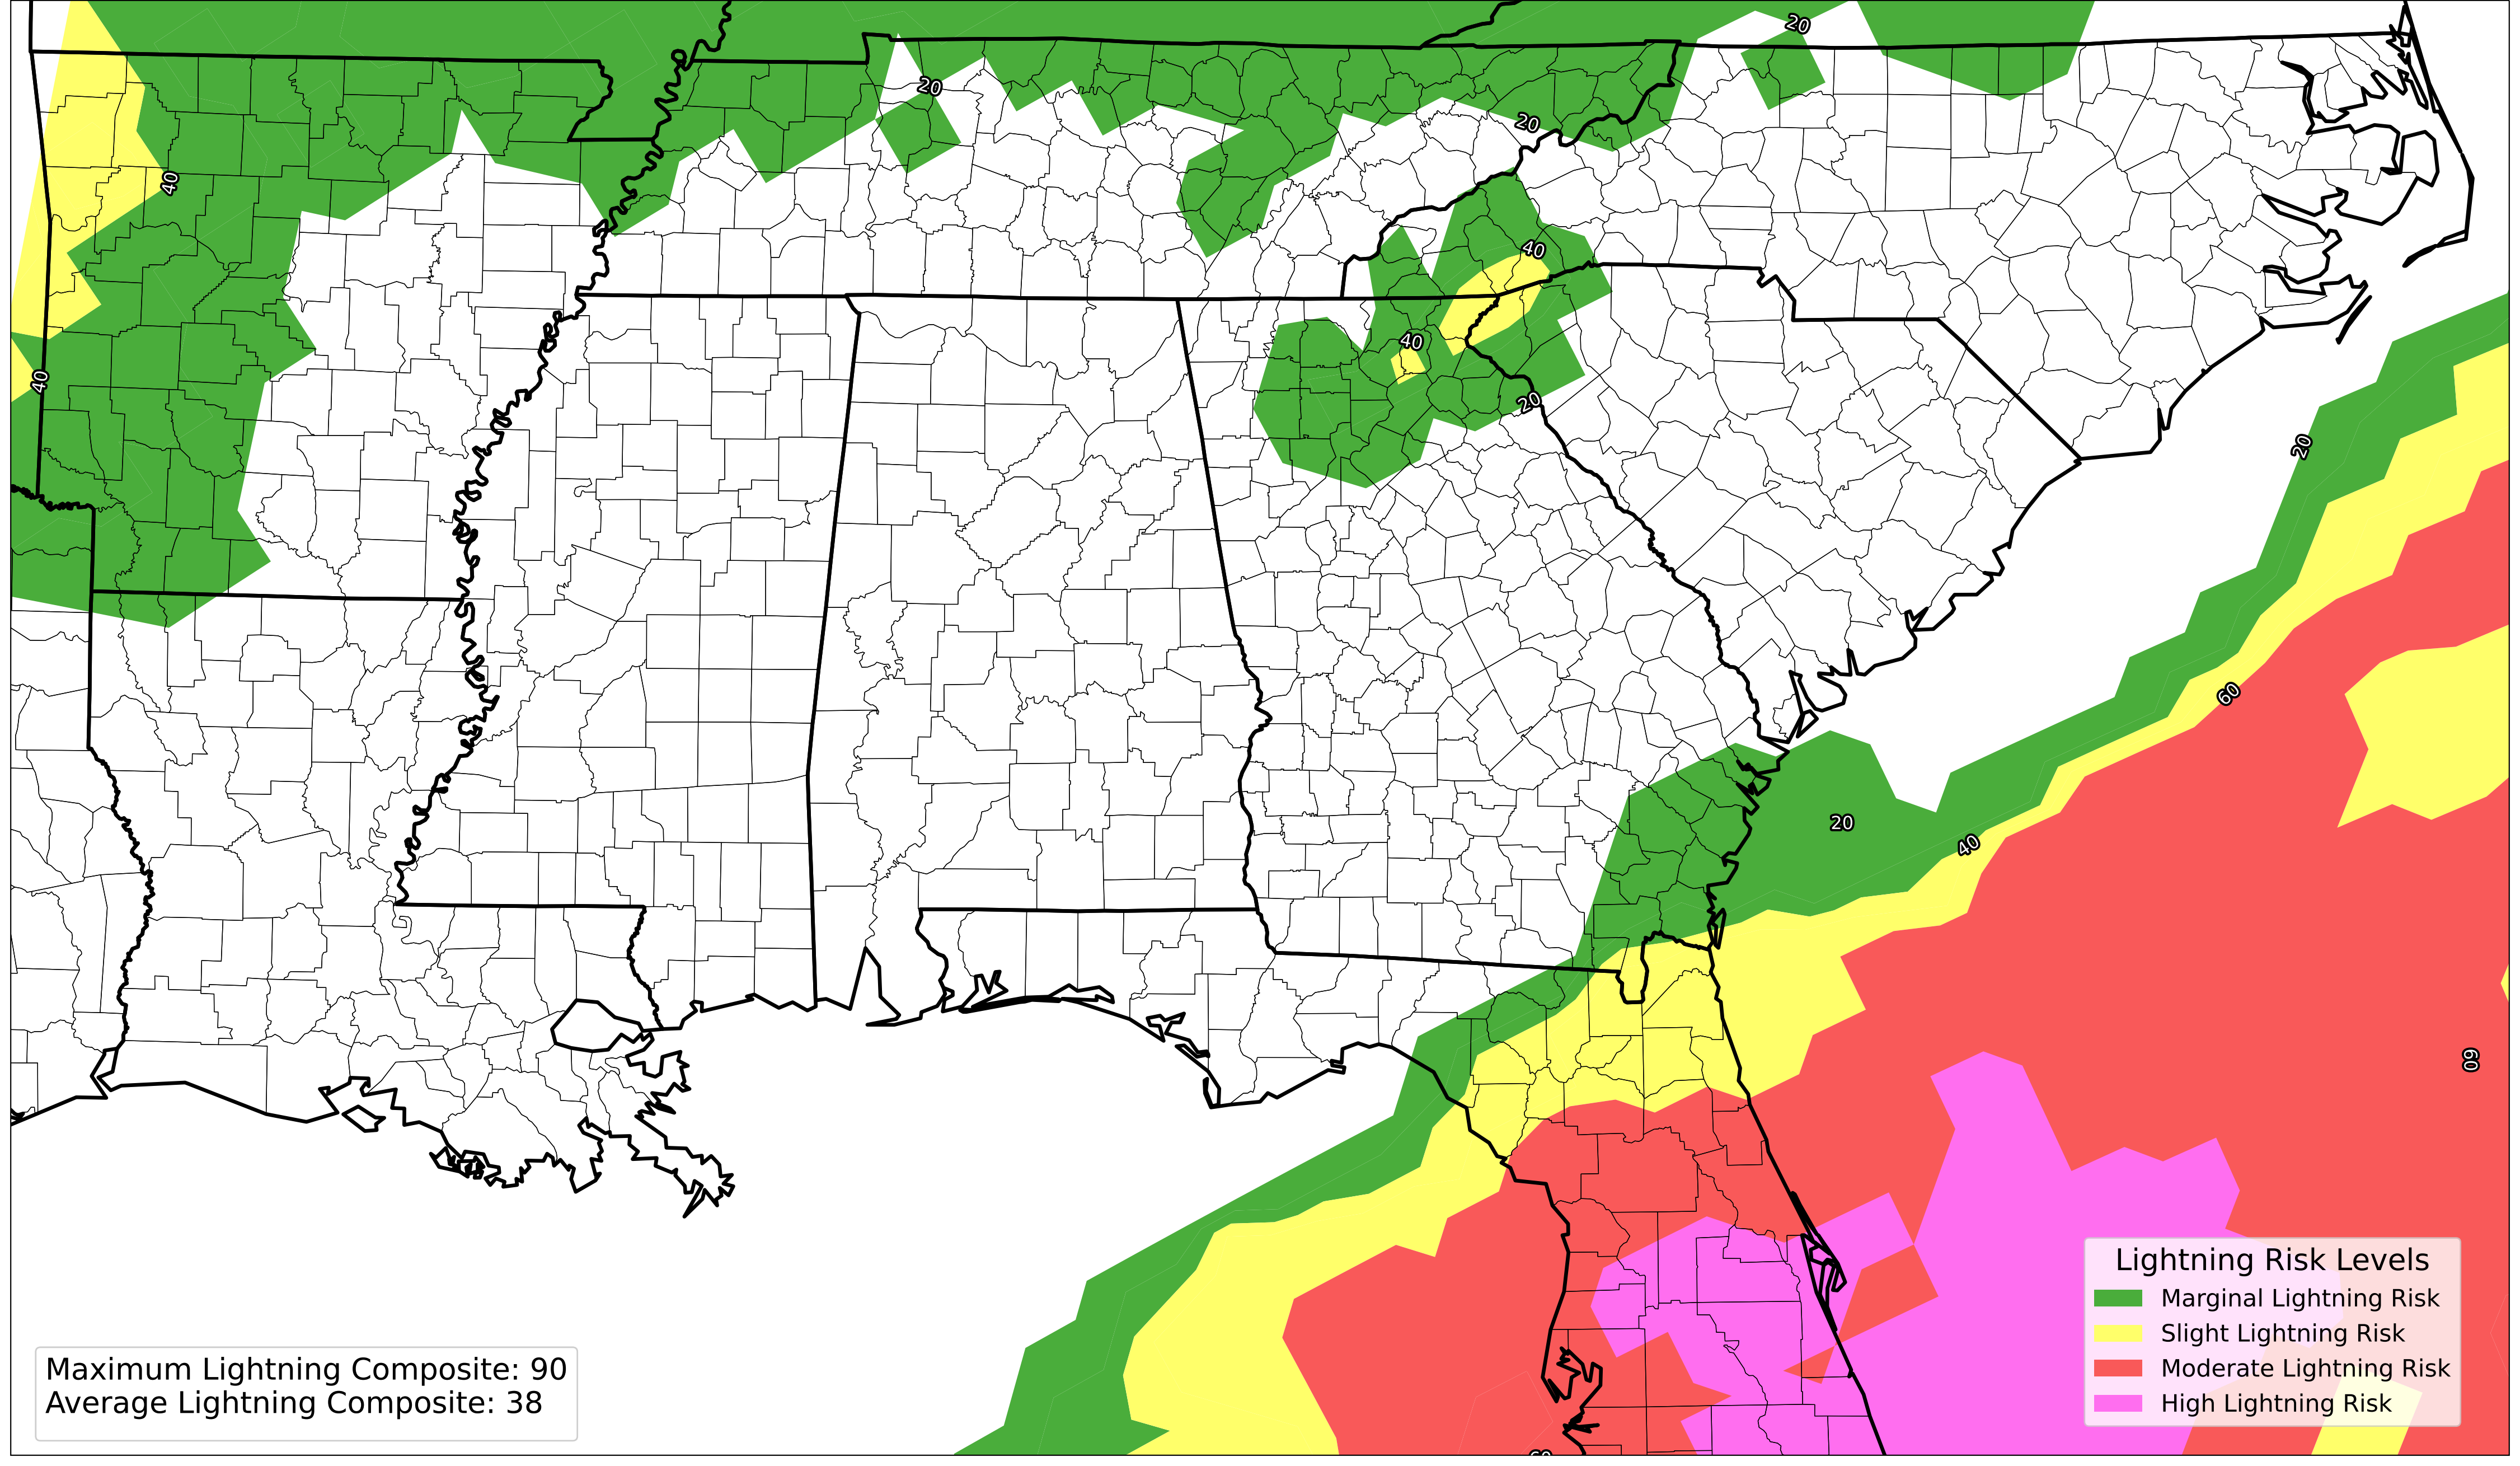 20
20
20
40
40
40
40
20
20
60
20
40
60
Lightning Risk Levels
Marginal Lightning Risk
Slight Lightning Risk
Moderate Lightning Risk
High Lightning Risk
Maximum Lightning Composite: 90
Average Lightning Composite: 38
60